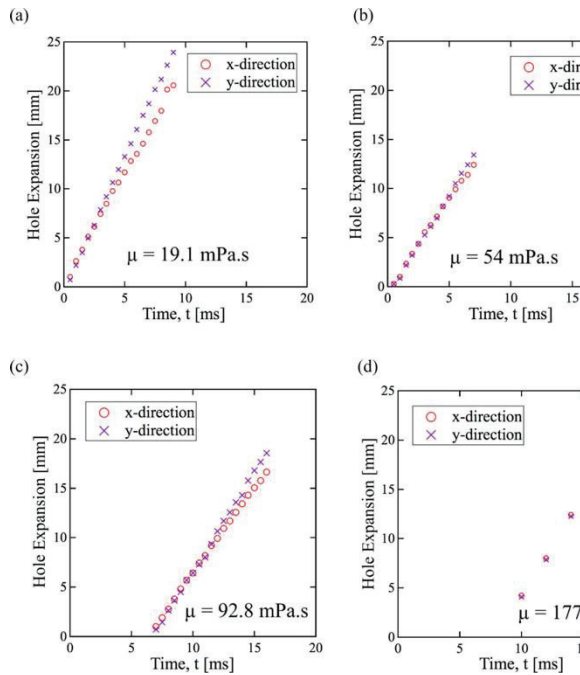 (a)
25
20
15
10
5
0
Hole Expansion [mm]
x-direction
y-direction
μ = 19.1 mPa.s
0 5 10 15 20
Time, t [ms]
(b)
25
20
15
10
5
0
Hole Expansion [mm]
x-dir
y-dir
μ = 54 mPa.s
0 5 10 15
Time, t [ms]
(c)
25
20
15
10
5
0
Hole Expansion [mm]
x-direction
y-direction
μ = 92.8 mPa.s
0 5 10 15 20
Time, t [ms]
(d)
25
20
15
10
5
0
Hole Expansion [mm]
x-direction
y-direction
μ = 177
0 5 10 1
Time, t [ms]